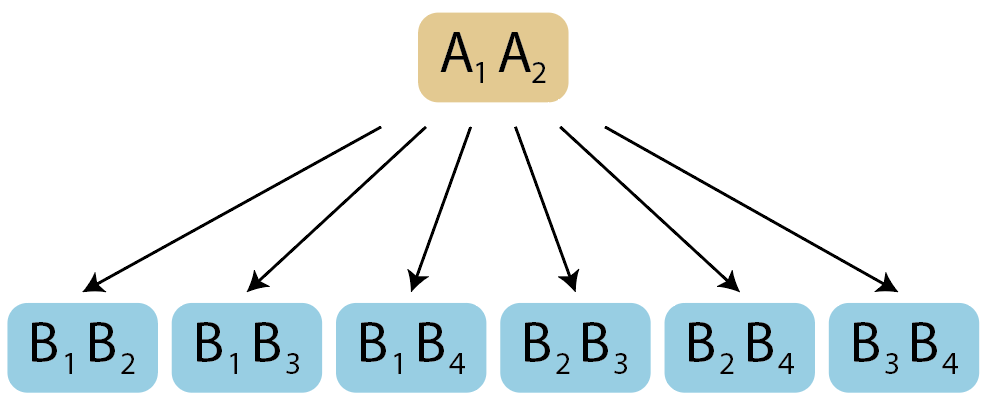 A₁ A₂
B₁ B₂ B₁ B₃ B₁ B₄ B₂ B₃ B₂ B₄ B₃ B₄